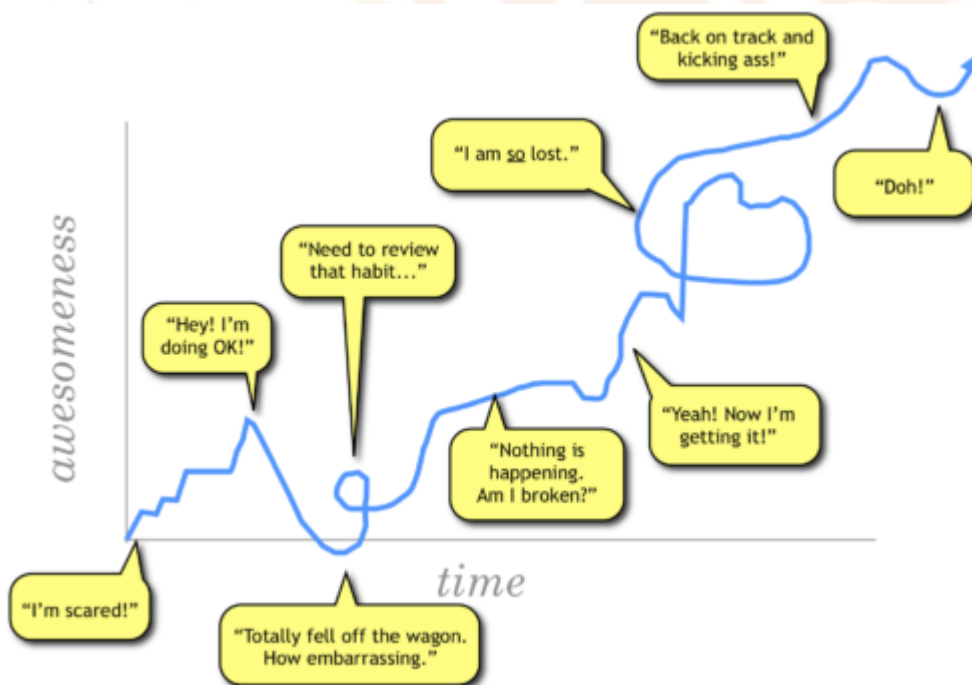 “Back on track and
kicking ass!”
“I am so lost.”
“Doh!”
“Need to review
that habit...”
“Hey! I’m
doing OK!”
awesomeness
“Yeah! Now I’m
getting it!”
“Nothing is
happening.
Am I broken?”
time
“I’m scared!”
“Totally fell off the wagon.
How embarrassing.”